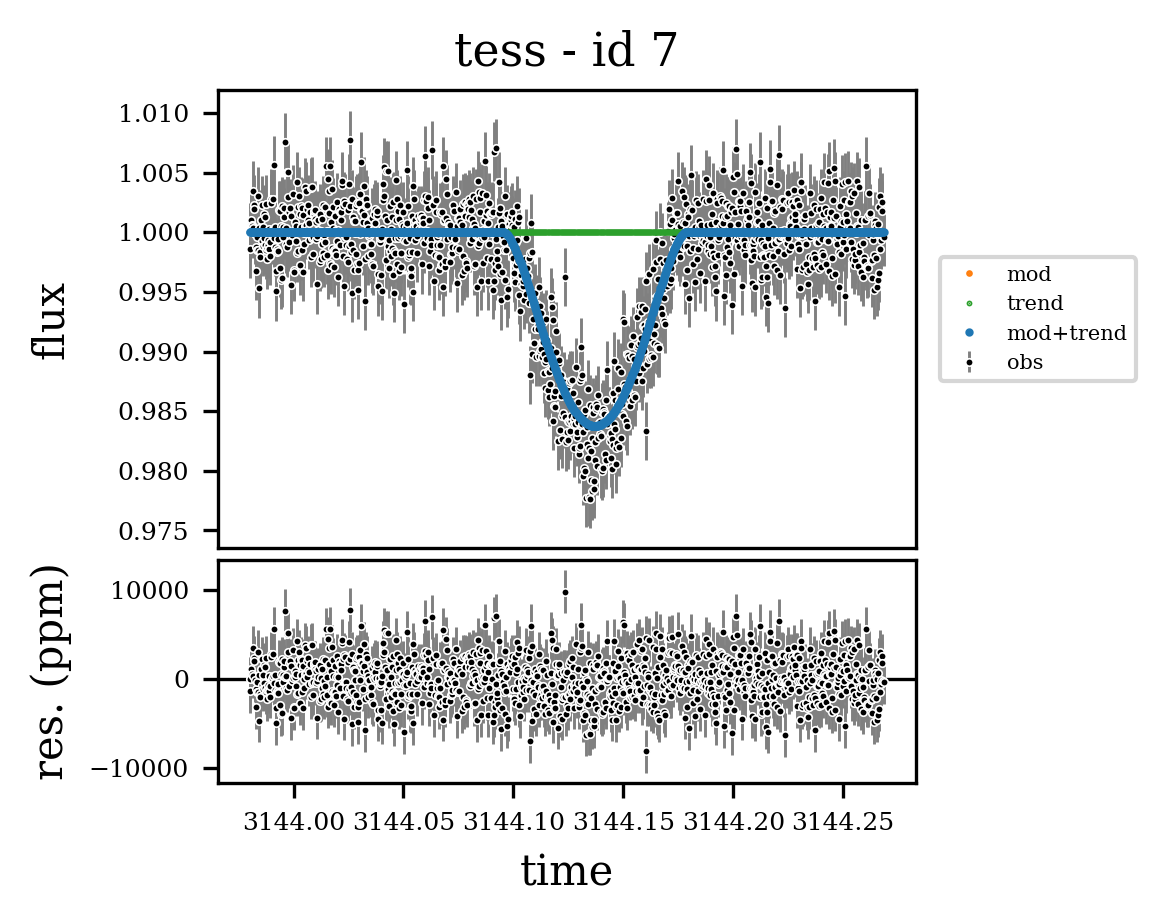 tess - id 7
1.010
1.005
1.000
0.995
0.990
0.985
0.980
0.975
flux
mod
trend
mod+trend
obs
10000
0
−10000
res. (ppm)
3144.00 3144.05 3144.10 3144.15 3144.20 3144.25
time